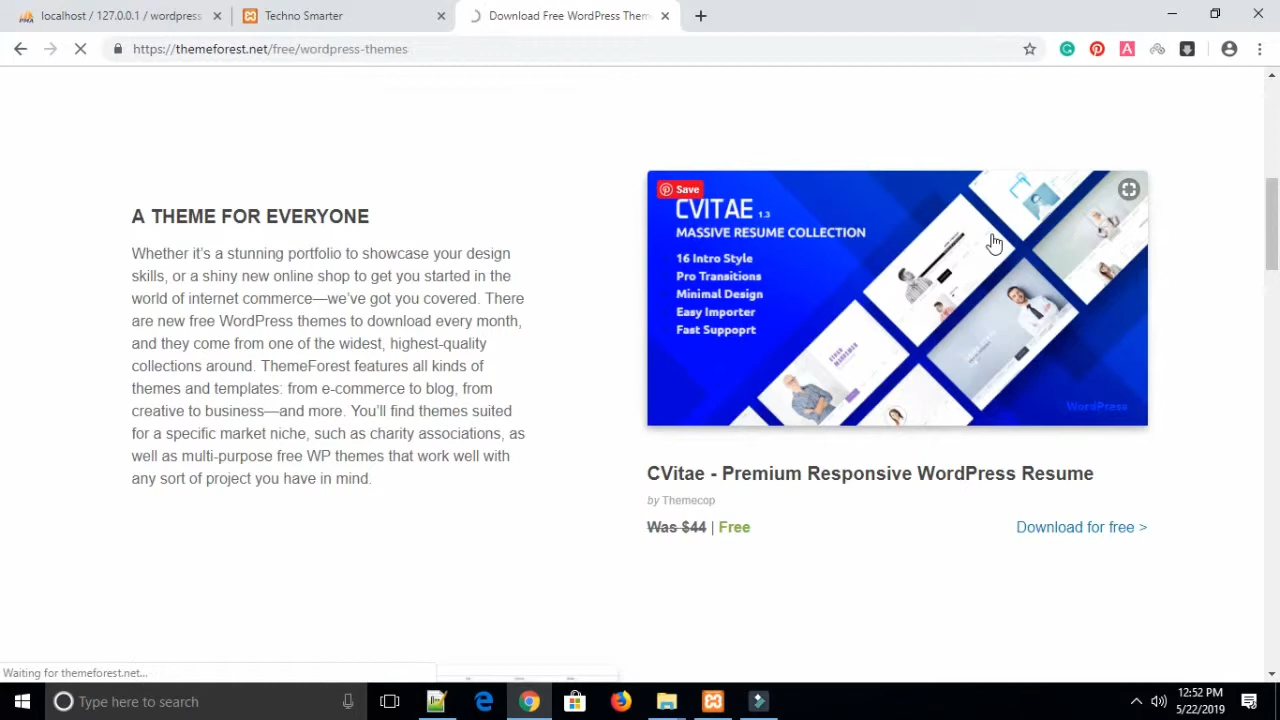 localhost / 127.0.0.1 / wordpress
Techno Smarter
Download Free WordPress Them
https://themeforest.net/free/wordpress-themes
Save
CVITAE 1.3
MASSIVE RESUME COLLECTION
16 Intro Style
Pro Transitions
Minimal Design
Easy Importer
Fast Suppoprt
WordPress
A THEME FOR EVERYONE
Whether it's a stunning portfolio to showcase your design
skills, or a shiny new online shop to get you started in the
world of internet commerce—we've got you covered. There
are new free WordPress themes to download every month,
and they come from one of the widest, highest-quality
collections around. ThemeForest features all kinds of
themes and templates: from e-commerce to blog, from
creative to business—and more. You'll find themes suited
for a specific market niche, such as charity associations, as
well as multi-purpose free WP themes that work well with
any sort of project you have in mind.
CVitae - Premium Responsive WordPress Resume
by Themecop
Was $44 | Free
Download for free >
Waiting for themeforest.net...
Type here to search
12:52 PM
5/22/2019